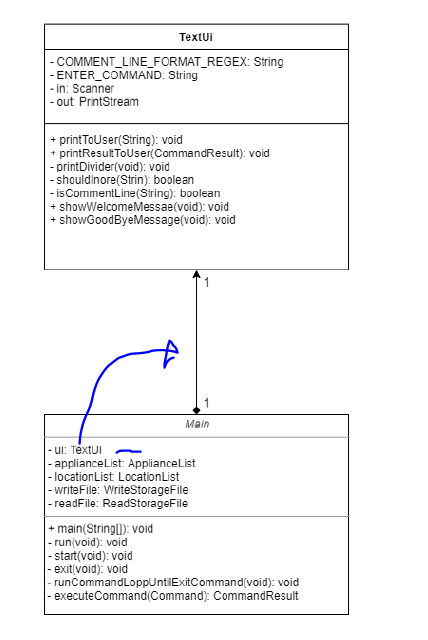 TextUi
- COMMENT_LINE_FORMAT_REGEX: String
- ENTER_COMMAND: String
- in: Scanner
- out: PrintStream
+ printToUser(String): void
+ printResultToUser(CommandResult): void
- printDivider(void): void
- shouldInore(Strin): boolean
- isCommentLine(String): boolean
+ showWelcomeMessae(void): void
+ showGoodByeMessage(void): void
1
1
Main
- ui: TextUI
- applianceList: ApplianceList
- locationList: LocationList
- writeFile: WriteStorageFile
- readFile: ReadStorageFile
+ main(String[]): void
- run(void): void
- start(void): void
- exit(void): void
- runCommandLoppUntilExitCommand(void): void
- executeCommand(Command): CommandResult